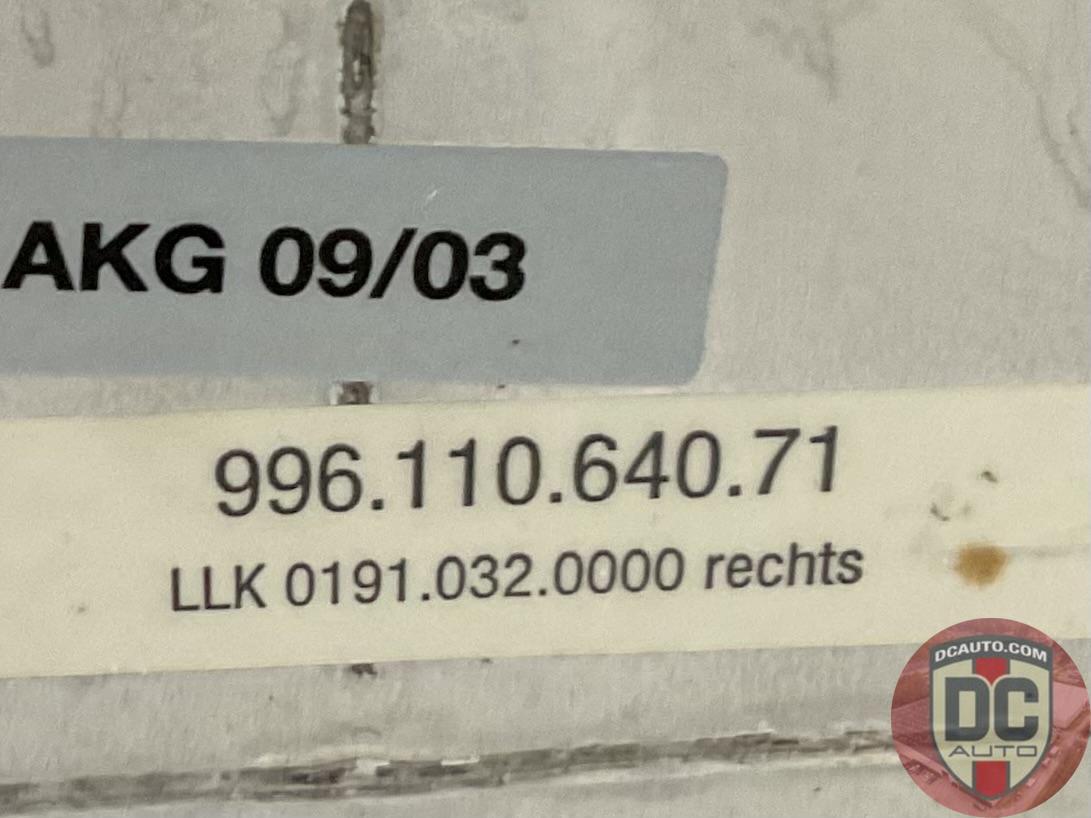 AKG 09/03
996.110.640.71
LLK 0191.032.0000 rechts
DCAUTO.COM
DC
AUTO